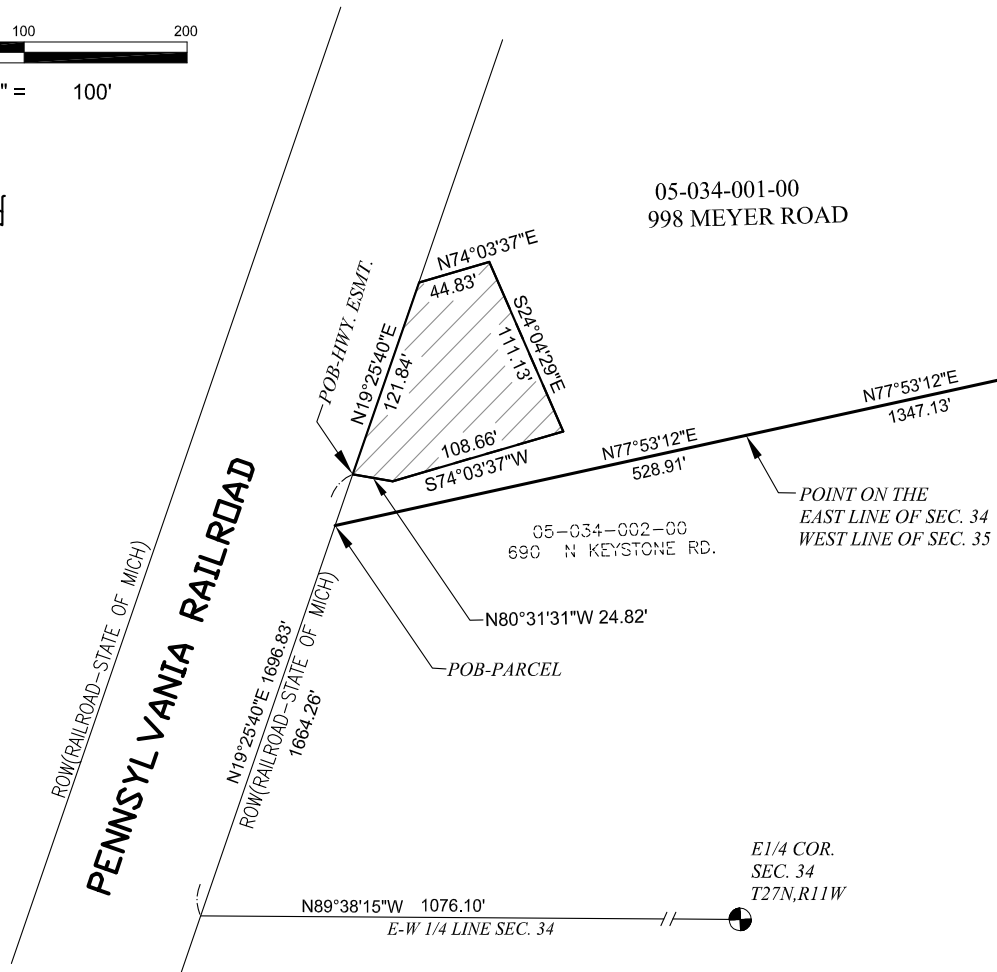 100 200
" = 100'
05-034-001-00
998 MEYER ROAD
N74°03'37"E
44.83'
POB-HWY. ESMT.
S24°04'29"E
111.13'
N19°25'40"E
121.84'
N77°53'12"E
1347.13'
108.66'
S74°03'37"W
N77°53'12"E
528.91'
POINT ON THE
EAST LINE OF SEC. 34
WEST LINE OF SEC. 35
05-034-002-00
690 N KEYSTONE RD.
N80°31'31"W 24.82'
POB-PARCEL
ROW(RAILROAD-STATE OF MICH)
PENNSYLVANIA RAILROAD
N19°25'40"E 1696.83'
ROW(RAILROAD-STATE OF MICH)
1664.26'
E1/4 COR.
SEC. 34
T27N,R11W
N89°38'15"W 1076.10'
E-W 1/4 LINE SEC. 34